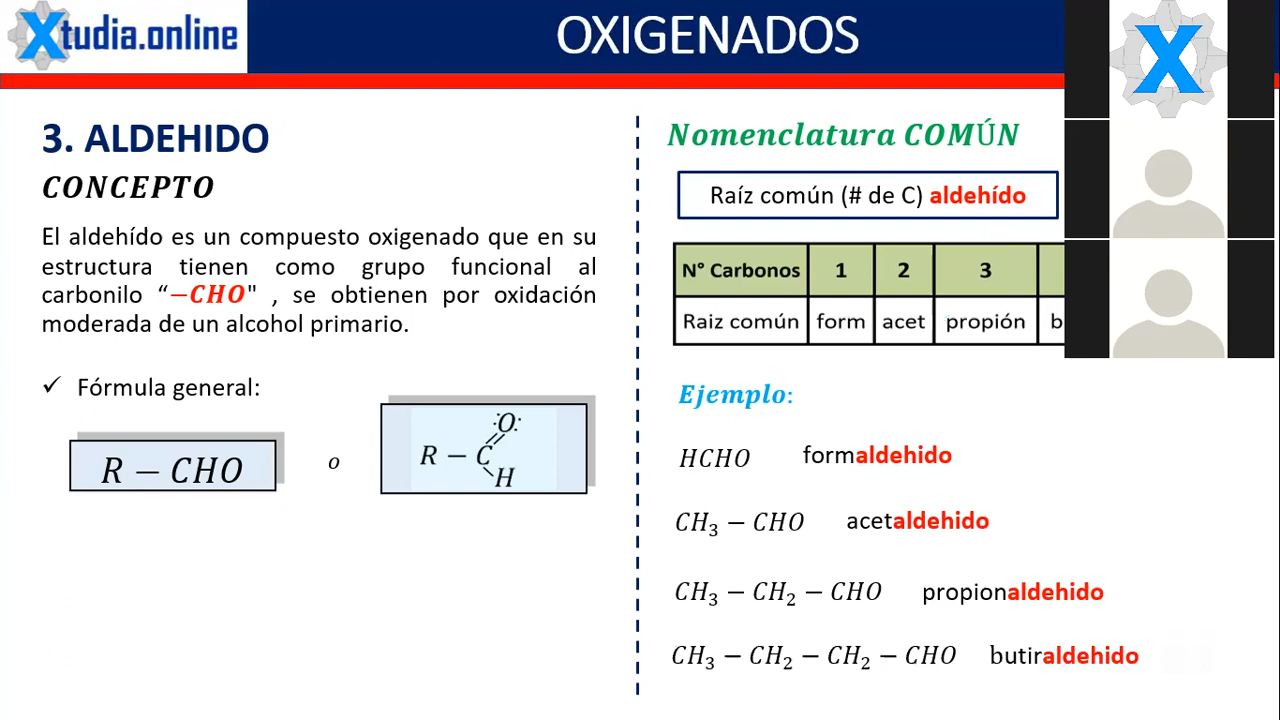 Xtudia.online
OXIGENADOS
X
3. ALDEHIDO
CONCEPTO
El aldehído es un compuesto oxigenado que en su
estructura tienen como grupo funcional al
carbonilo “−CHO" , se obtienen por oxidación
moderada de un alcohol primario.
✓ Fórmula general:
R − CHO
o
R − C
O
H
Nomenclatura COMÚN
Raíz común (# de C) aldehído
N° Carbonos 1 2 3
Raiz común form acet propión b
Ejemplo:
HCHO formaldehido
CH₃ − CHO acetaldehido
CH₃ − CH₂ − CHO propionaldehido
CH₃ − CH₂ − CH₂ − CHO butiraldehido